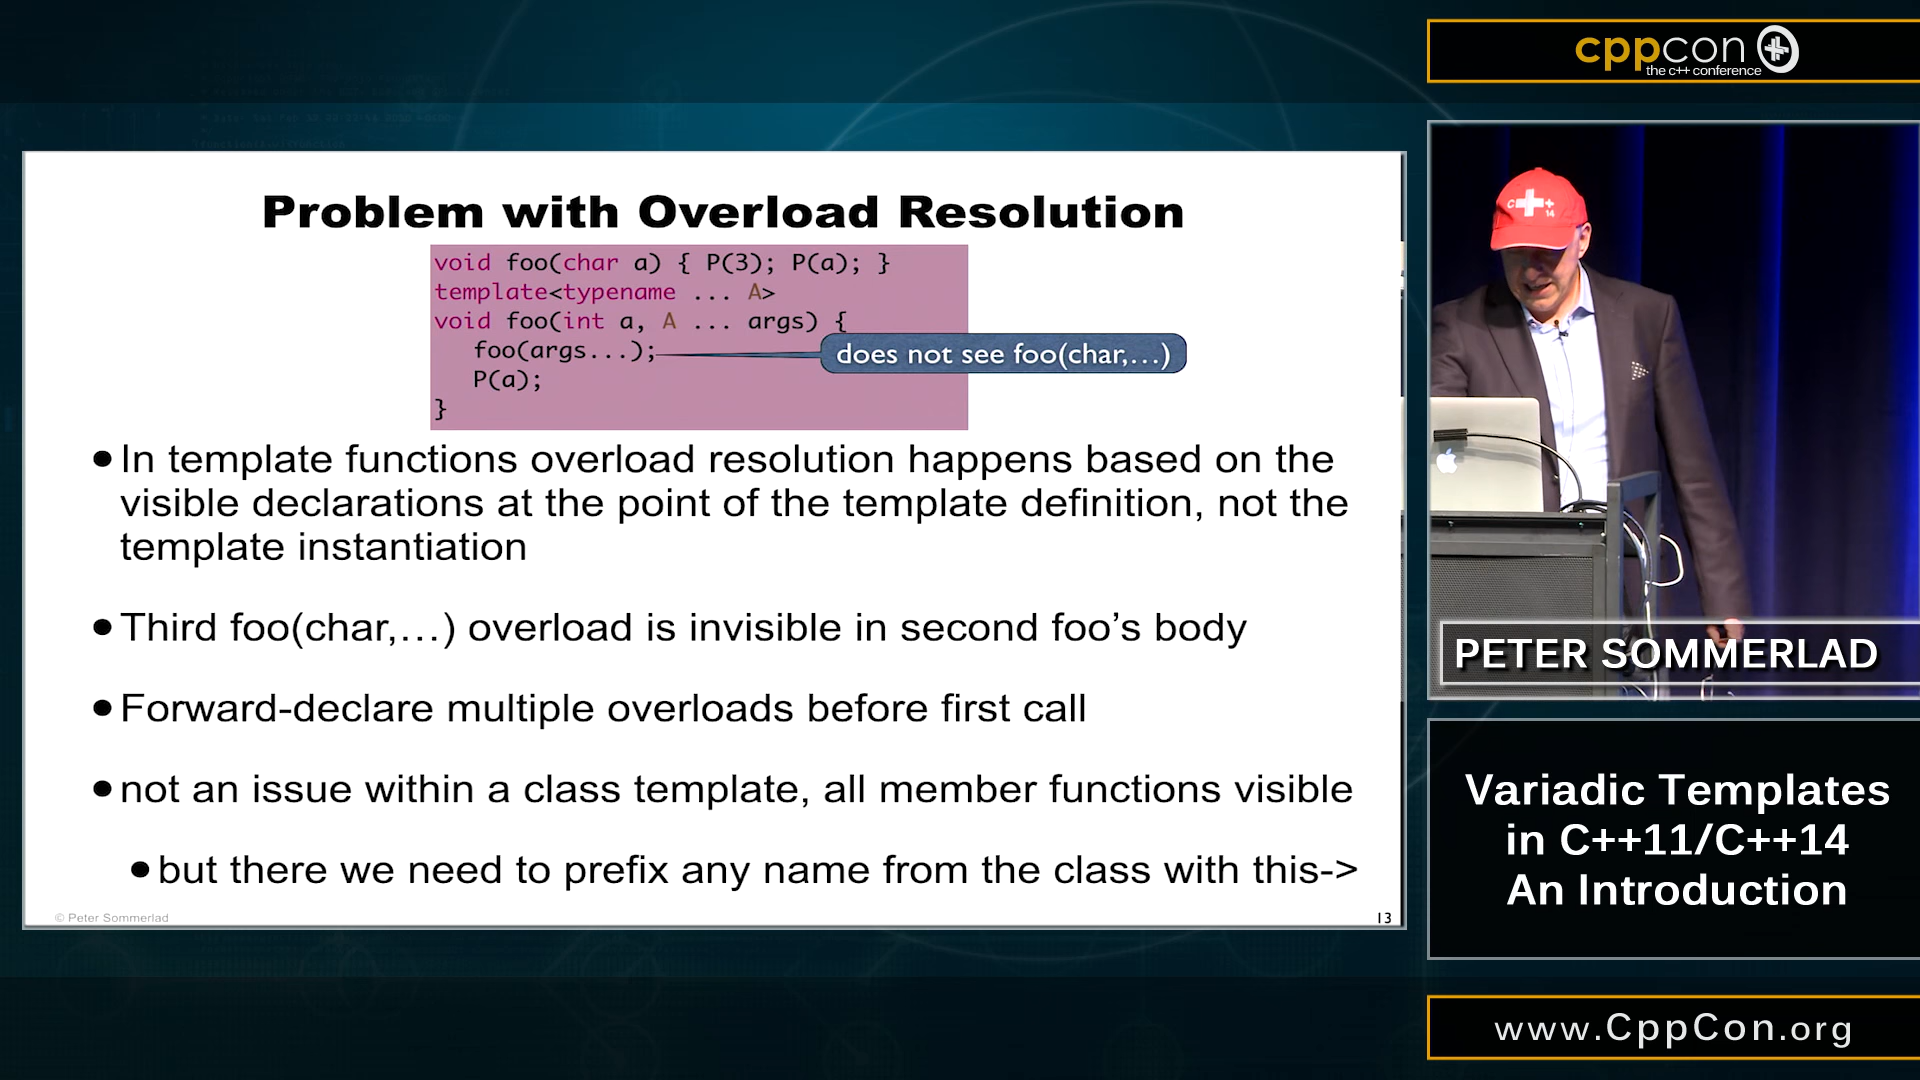 cppcon
the c++ conference
Problem with Overload Resolution
void foo(char a) { P(3); P(a); }
template<typename ... A>
void foo(int a, A ... args) {
foo(args...);
does not see foo(char,...)
P(a);
}
•In template functions overload resolution happens based on the
visible declarations at the point of the template definition, not the
template instantiation
•Third foo(char,...) overload is invisible in second foo's body
•Forward-declare multiple overloads before first call
•not an issue within a class template, all member functions visible
•but there we need to prefix any name from the class with this->
© Peter Sommerlad
13
C++
14
PETER SOMMERLAD
Variadic Templates
in C++11/C++14
An Introduction
www.CppCon.org